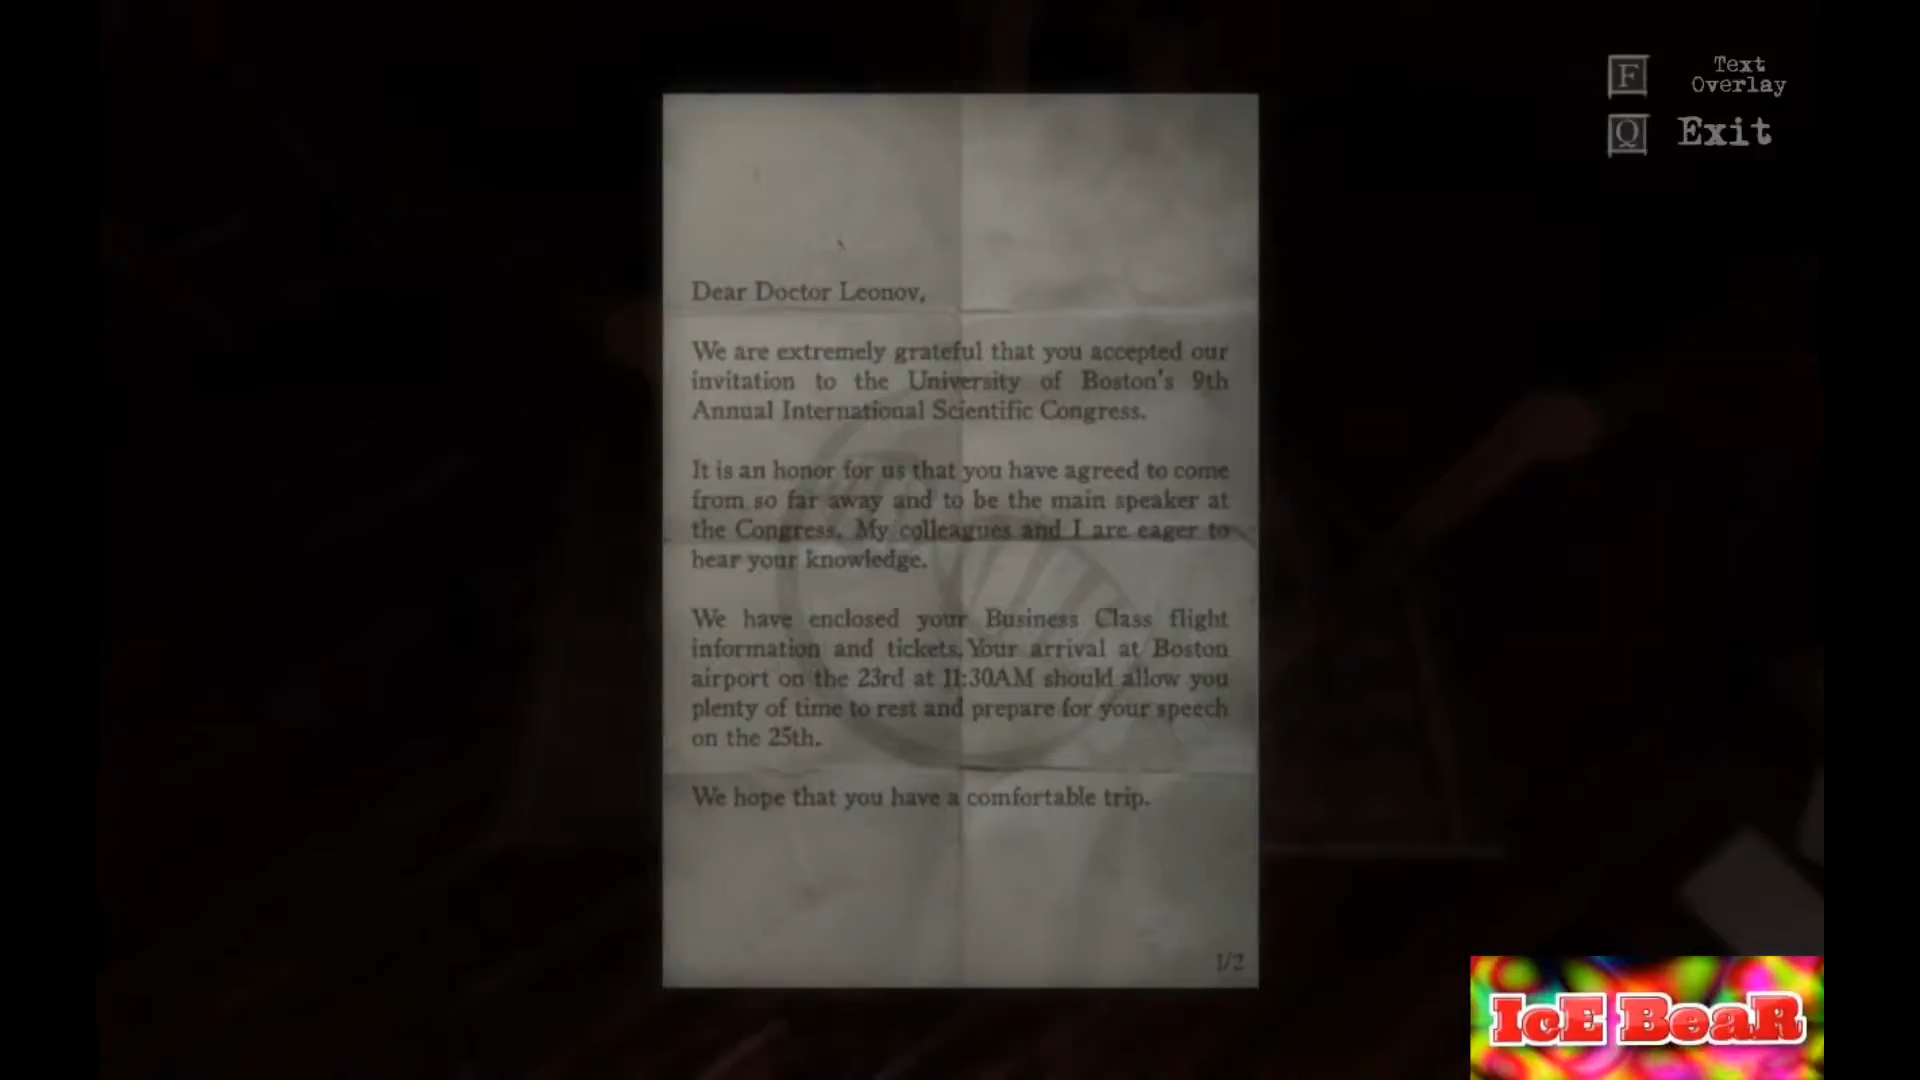 F Text
Overlay
Q Exit
Dear Doctor Leonov,
We are extremely grateful that you accepted our
invitation to the University of Boston's 9th
Annual International Scientific Congress.
It is an honor for us that you have agreed to come
from so far away and to be the main speaker at
the Congress. My colleagues and I are eager to
hear your knowledge.
We have enclosed your Business Class flight
information and tickets. Your arrival at Boston
airport on the 23rd at 11:30AM should allow you
plenty of time to rest and prepare for your speech
on the 25th.
We hope that you have a comfortable trip.
1/2
IcE BeaR